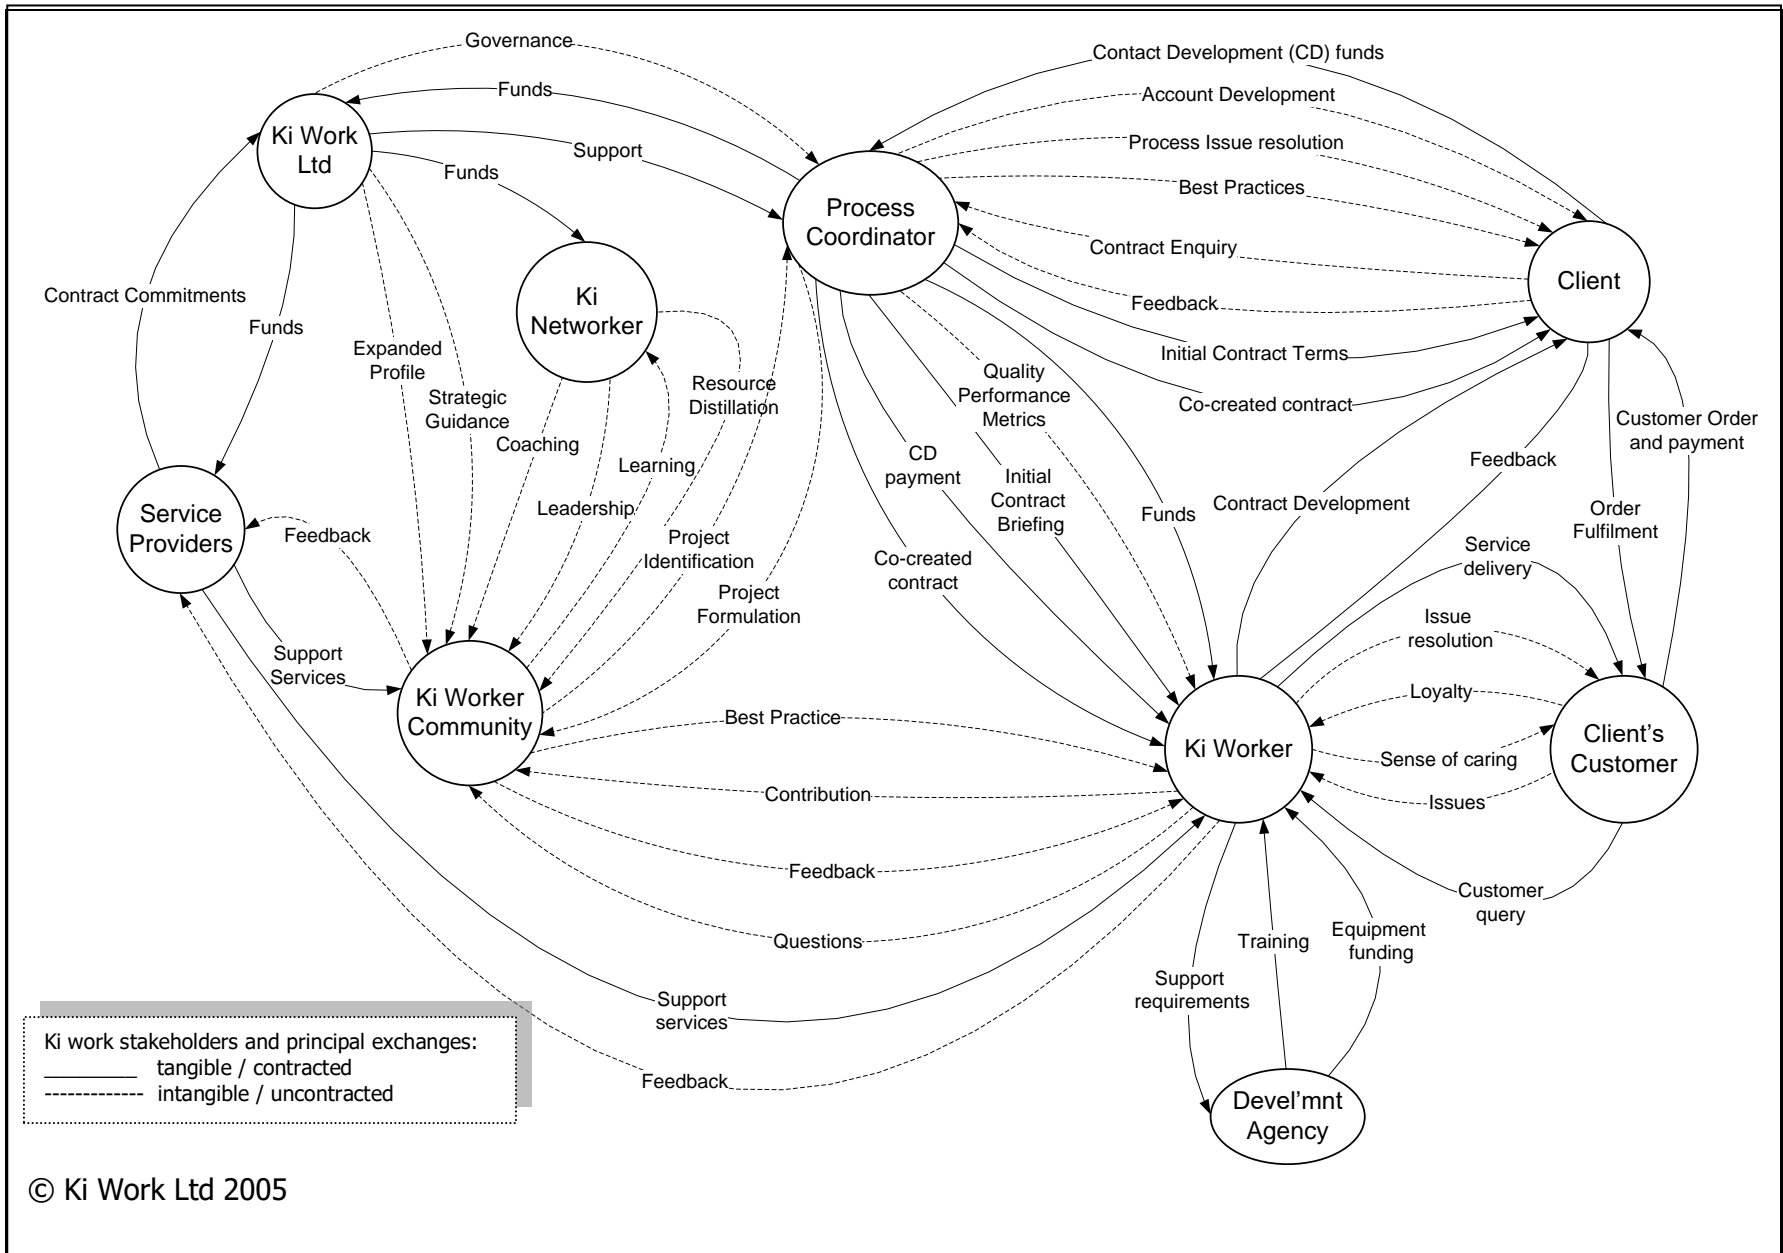 Governance
Funds
Contact Development (CD) funds
Account Development
Ki Work
Ltd
Support
Process Issue resolution
Funds
Best Practices
Process
Coordinator
Contract Enquiry
Client
Contract Commitments
Ki
Networker
Feedback
Funds
Expanded
Profile
Initial Contract Terms
Strategic
Guidance
Resource
Distillation
Quality
Performance
Metrics
Co-created contract
Customer Order
and payment
Coaching
Learning
CD
payment
Initial
Contract
Briefing
Feedback
Contract Development
Service
Providers
Feedback
Leadership
Project
Identification
Funds
Order
Fulfilment
Co-created
contract
Service
delivery
Project
Formulation
Issue
resolution
Support
Services
Ki Worker
Community
Best Practice
Ki Worker
Loyalty
Client's
Customer
Sense of caring
Contribution
Issues
Feedback
Customer
query
Questions
Training
Equipment
funding
Support
services
Support
requirements
Feedback
Devel'mnt
Agency
Ki work stakeholders and principal exchanges:
_________ tangible / contracted
------------- intangible / uncontracted
© Ki Work Ltd 2005